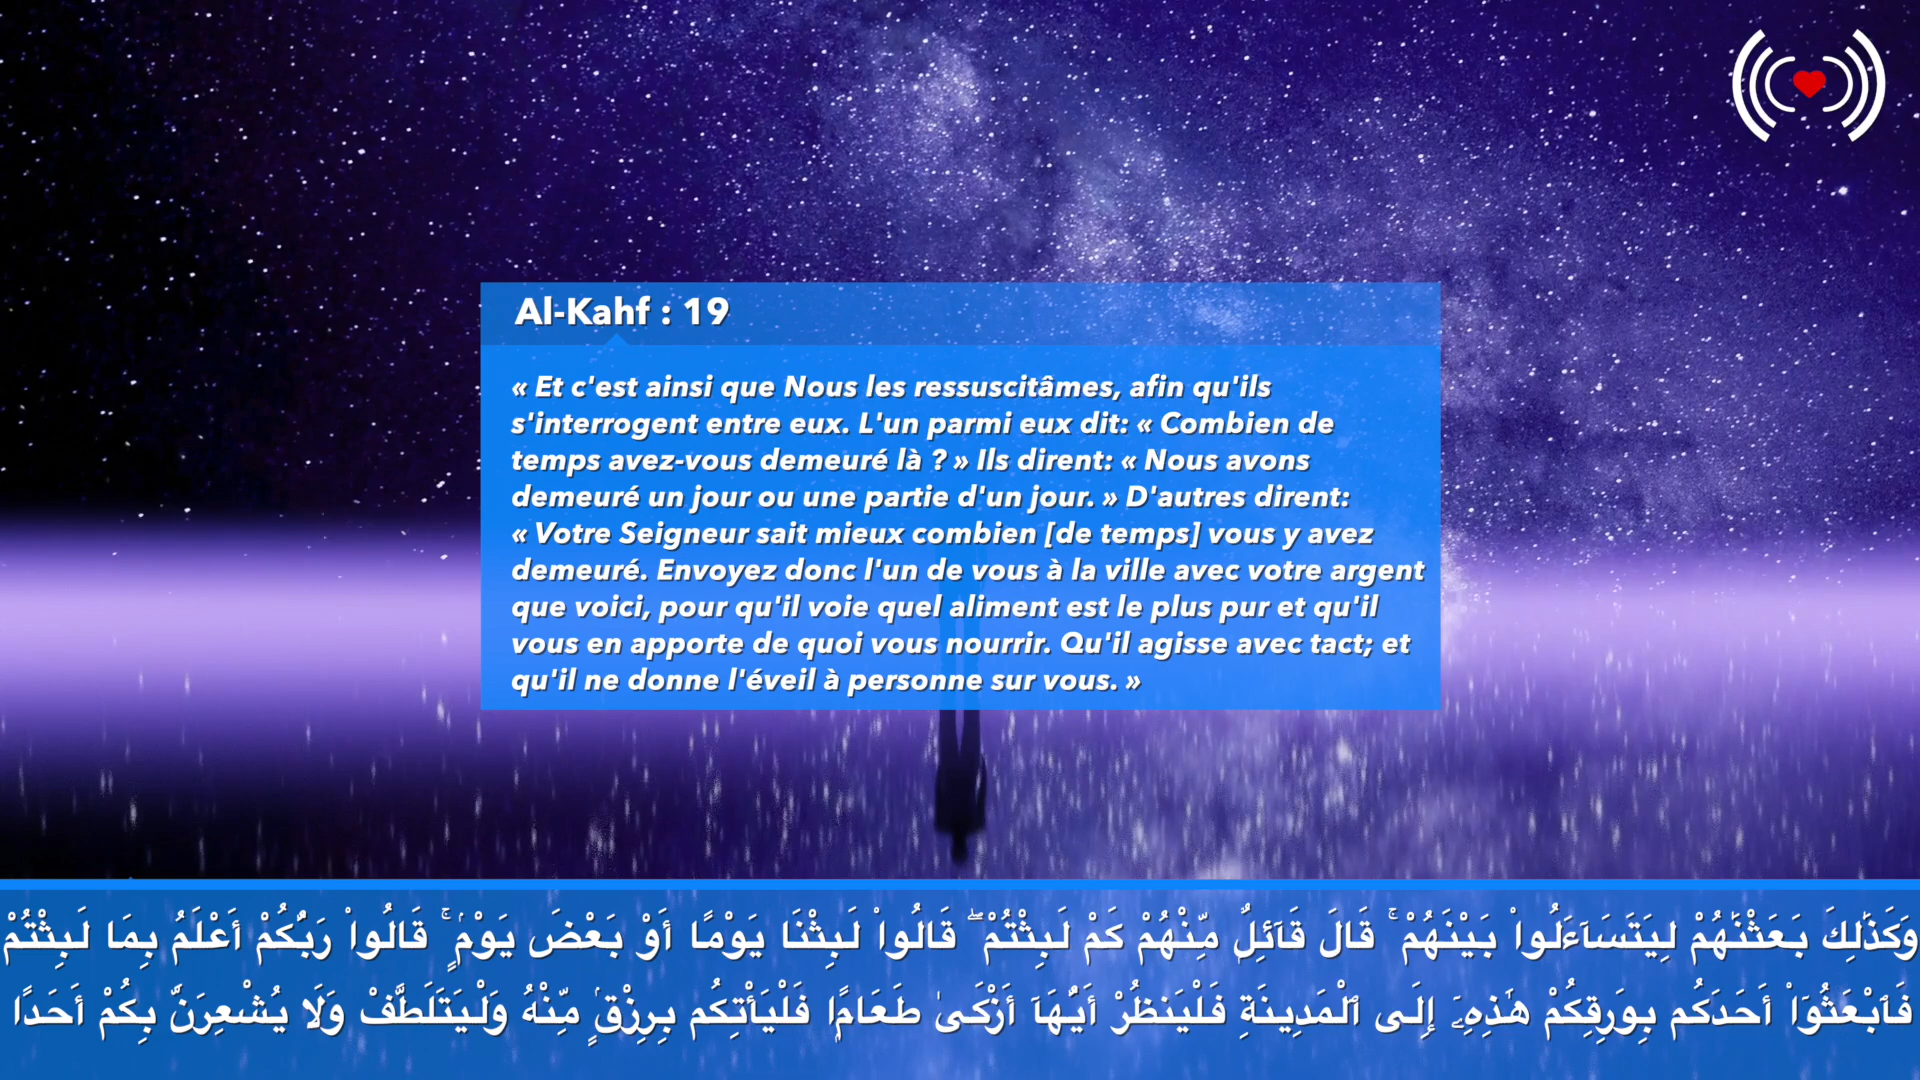 Al-Kahf : 19
« Et c'est ainsi que Nous les ressuscitâmes, afin qu'ils
s'interrogent entre eux. L'un parmi eux dit: « Combien de
temps avez-vous demeuré là ? » Ils dirent: « Nous avons
demeuré un jour ou une partie d'un jour. » D'autres dirent:
« Votre Seigneur sait mieux combien [de temps] vous y avez
demeuré. Envoyez donc l'un de vous à la ville avec votre argent
que voici, pour qu'il voie quel aliment est le plus pur et qu'il
vous en apporte de quoi vous nourrir. Qu'il agisse avec tact; et
qu'il ne donne l'éveil à personne sur vous. »
وَكَذَٰلِكَ بَعَثْنَٰهُمْ لِيَتَسَآءَلُوا۟ بَيْنَهُمْ ۚ قَالَ قَآئِلٌ مِّنْهُمْ كَمْ لَبِثْتُمْ ۖ قَالُوا۟ لَبِثْنَا يَوْمًا أَوْ بَعْضَ يَوْمٍ ۚ قَالُوا۟ رَبُّكُمْ أَعْلَمُ بِمَا لَبِثْتُمْ
فَٱبْعَثُوٓا۟ أَحَدَكُم بِوَرِقِكُمْ هَٰذِهِۦٓ إِلَى ٱلْمَدِينَةِ فَلْيَنظُرْ أَيُّهَآ أَزْكَىٰ طَعَامًا فَلْيَأْتِكُم بِرِزْقٍ مِّنْهُ وَلْيَتَلَطَّفْ وَلَا يُشْعِرَنَّ بِكُمْ أَحَدًا